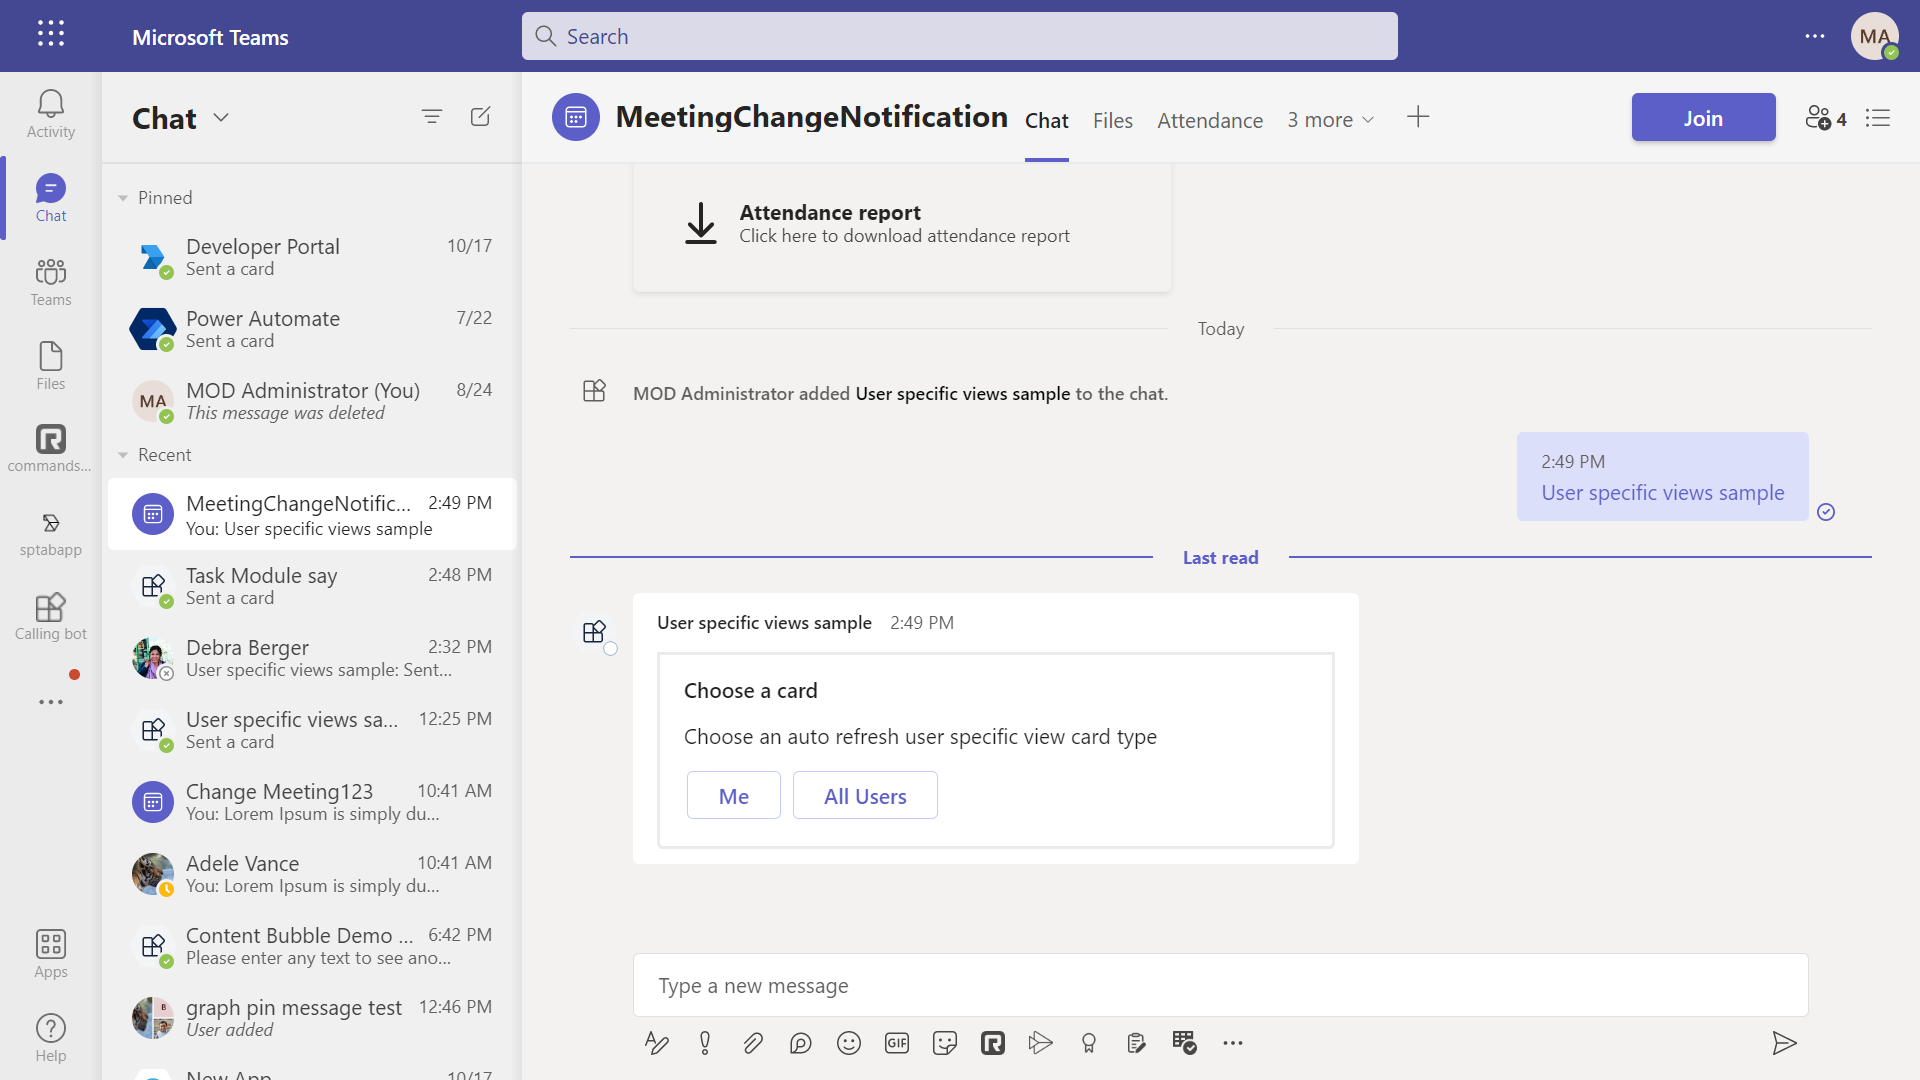 Microsoft Teams
Search
MA
Activity
Chat
Teams
Files
commands...
sptabapp
Calling bot
Apps
Help
Chat
Pinned
Developer Portal 10/17
Sent a card
Power Automate 7/22
Sent a card
MA
MOD Administrator (You) 8/24
This message was deleted
Recent
MeetingChangeNotific... 2:49 PM
You: User specific views sample
Task Module say 2:48 PM
Sent a card
Debra Berger 2:32 PM
User specific views sample: Sent...
User specific views sa... 12:25 PM
Sent a card
Change Meeting123 10:41 AM
You: Lorem Ipsum is simply du...
Adele Vance 10:41 AM
You: Lorem Ipsum is simply du...
Content Bubble Demo ... 6:42 PM
Please enter any text to see ano...
B
graph pin message test 12:46 PM
User added
New App 10/17
MeetingChangeNotification Chat Files Attendance 3 more
Join
4
Attendance report
Click here to download attendance report
Today
MOD Administrator added User specific views sample to the chat.
2:49 PM
User specific views sample
Last read
User specific views sample 2:49 PM
Choose a card
Choose an auto refresh user specific view card type
Me
All Users
Type a new message
GIF